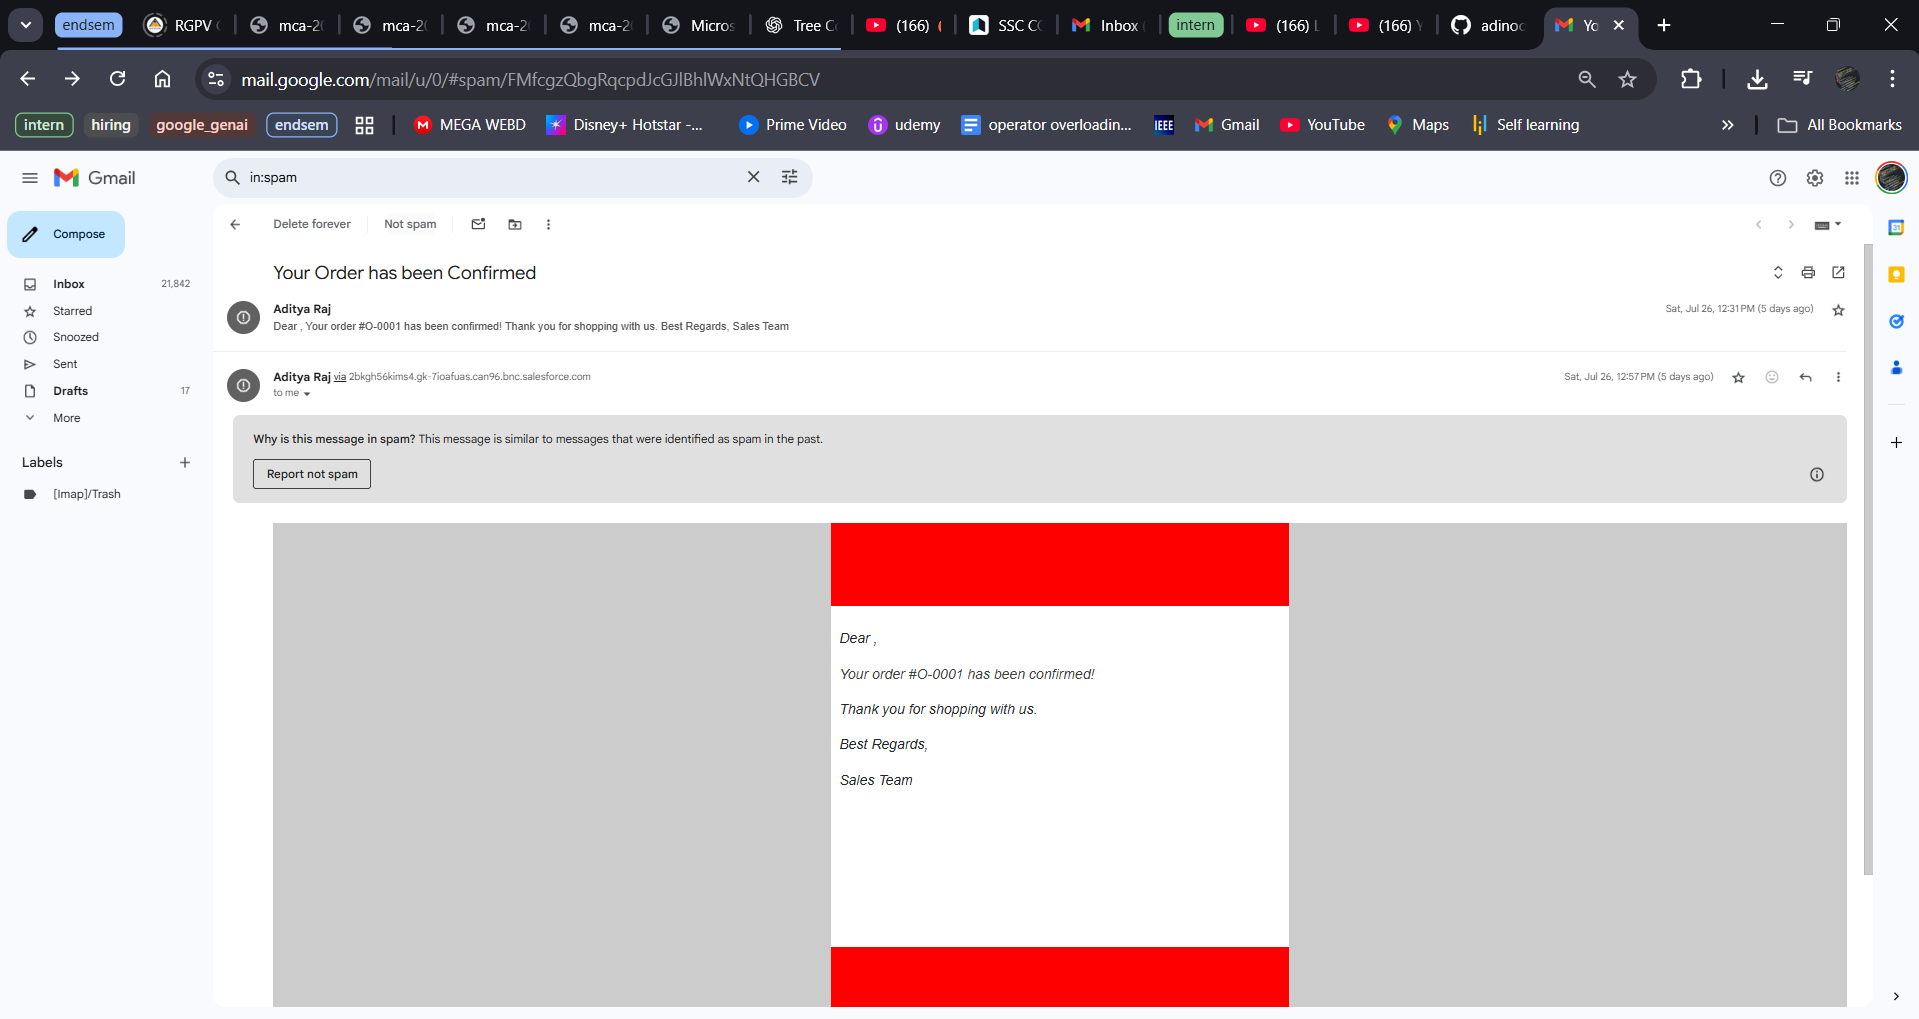 endsem
RGPV
mca-2
mca-2
mca-2
mca-2
Micros
Tree C
(166)
SSC CC
Inbox
intern
(166) L
(166) Y
adinoc
Yo
mail.google.com/mail/u/0/#spam/FMfcgzQbgRqcpdJcGJlBhlWxNtQHGBCV
intern
hiring
google_genai
endsem
MEGA WEBD
Disney+ Hotstar -...
Prime Video
udemy
operator overloadin...
IEEE
Gmail
YouTube
Maps
Self learning
All Bookmarks
Gmail
in:spam
Compose
Inbox 21,842
Starred
Snoozed
Sent
Drafts 17
More
Labels
[Imap]/Trash
Delete forever
Not spam
Your Order has been Confirmed
Aditya Raj
Sat, Jul 26, 12:31 PM (5 days ago)
Dear , Your order #O-0001 has been confirmed! Thank you for shopping with us. Best Regards, Sales Team
Aditya Raj via 2bkgh56kims4.gk-7ioafuas.can96.bnc.salesforce.com
Sat, Jul 26, 12:57 PM (5 days ago)
to me
Why is this message in spam? This message is similar to messages that were identified as spam in the past.
Report not spam
Dear ,
Your order #O-0001 has been confirmed!
Thank you for shopping with us.
Best Regards,
Sales Team
31